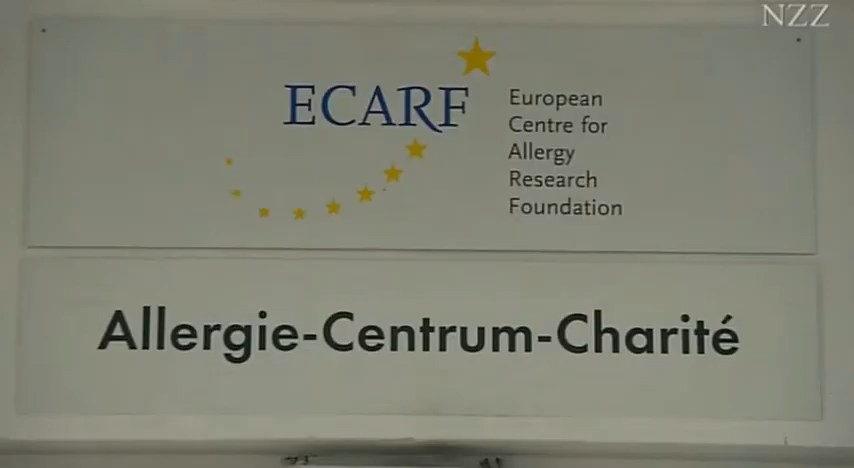 NZZ
ECARF
European
Centre for
Allergy
Research
Foundation
Allergie-Centrum-Charité